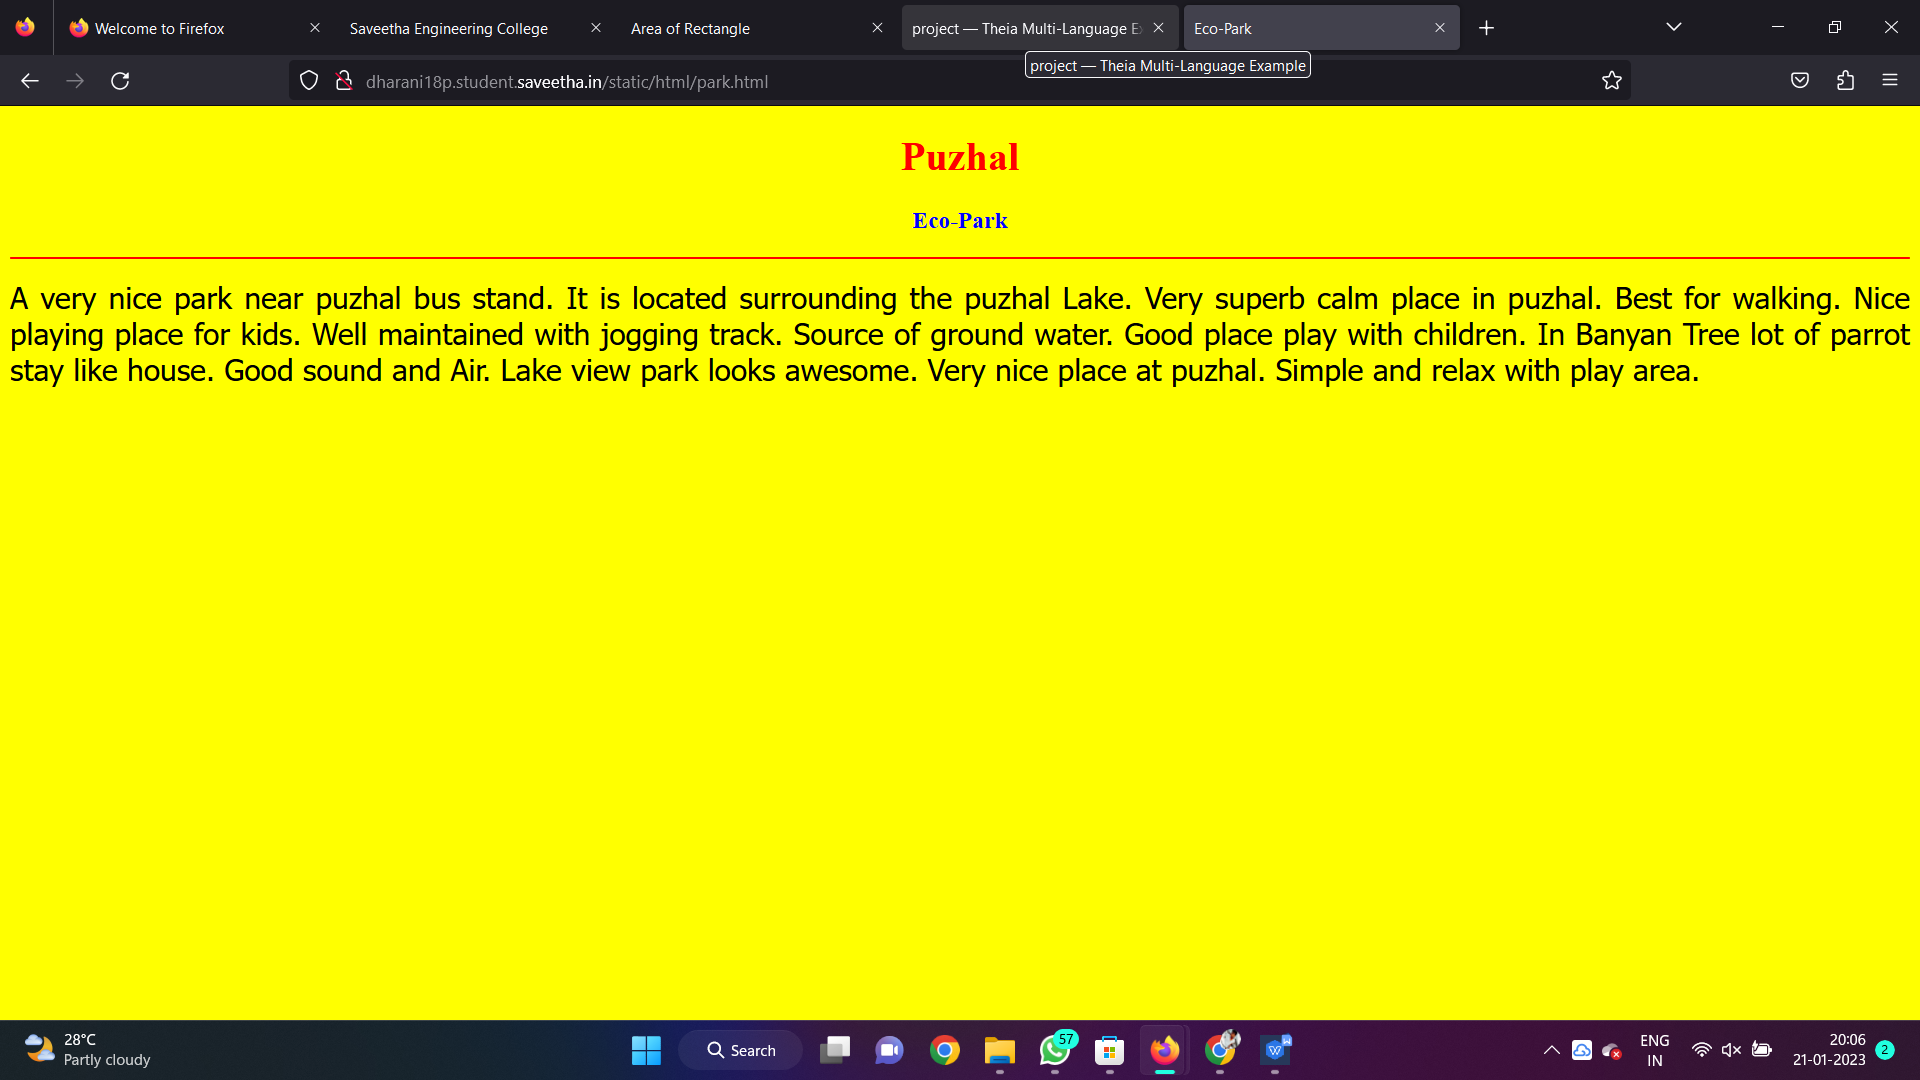 Welcome to Firefox
Saveetha Engineering College
Area of Rectangle
project — Theia Multi-Language Ex
Eco-Park
dharani18p.student.saveetha.in/static/html/park.html
project — Theia Multi-Language Example
Puzhal
Eco-Park
A very nice park near puzhal bus stand. It is located surrounding the puzhal Lake. Very superb calm place in puzhal. Best for walking. Nice
playing place for kids. Well maintained with jogging track. Source of ground water. Good place play with children. In Banyan Tree lot of parrot
stay like house. Good sound and Air. Lake view park looks awesome. Very nice place at puzhal. Simple and relax with play area.
28°C
Partly cloudy
Search
57
ENG
IN
20:06
21-01-2023
2